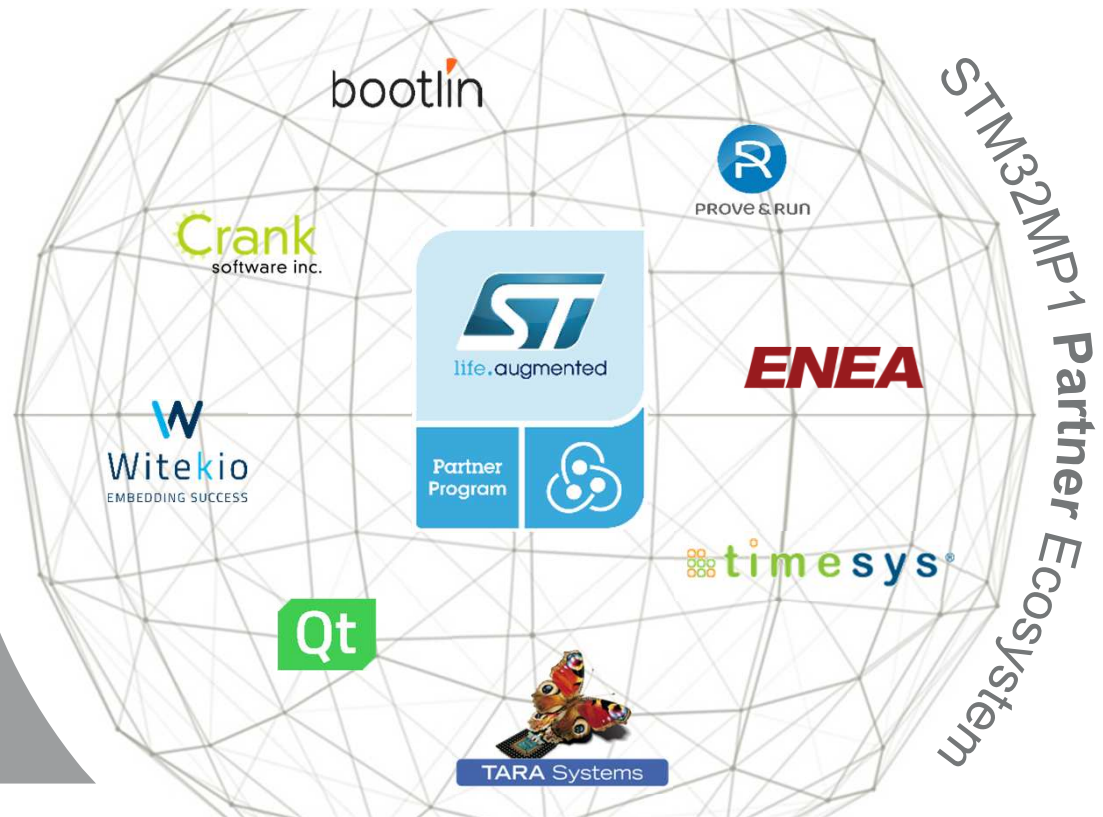 bootlin
PROVE & RUN
Crank
software inc.
ST
life.augmented
Partner
Program
ENEA
Witekio
EMBEDDING SUCCESS
timesys®
Qt
TARA Systems
STM32MP1 Partner Ecosystem